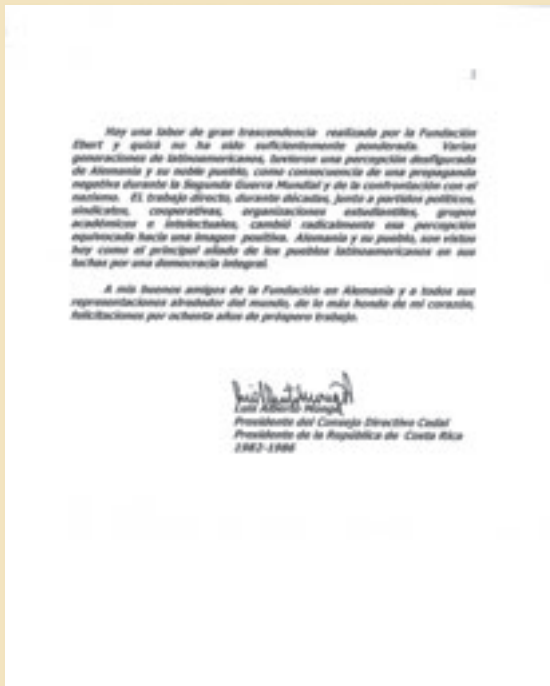 2
Hay una labor de gran trascendencia realizada por la Fundación
Ebert y quizá no ha sido suficientemente ponderada. Varias
generaciones de latinoamericanos, tuvieron una percepción desfigurada
de Alemania y su noble pueblo, como consecuencia de una propaganda
negativa durante la Segunda Guerra Mundial y de la confrontación con el
nazismo. EL trabajo directo, durante décadas, junto a partidos políticos,
sindicatos, cooperativas, organizaciones estudiantiles, grupos
académicos e intelectuales, cambió radicalmente esa percepción
equivocada hacia una imagen positiva. Alemania y su pueblo, son vistos
hoy como el principal aliado de los pueblos latinoamericanos en sus
luchas por una democracia integral.
A mis buenos amigos de la Fundación en Alemania y a todos sus
representaciones alrededor del mundo, de lo más hondo de mi corazón,
felicitaciones por ochenta años de próspero trabajo.
Luis Alberto Monge
Presidente del Consejo Directivo Cedal
Presidente de la República de Costa Rica
1982-1986